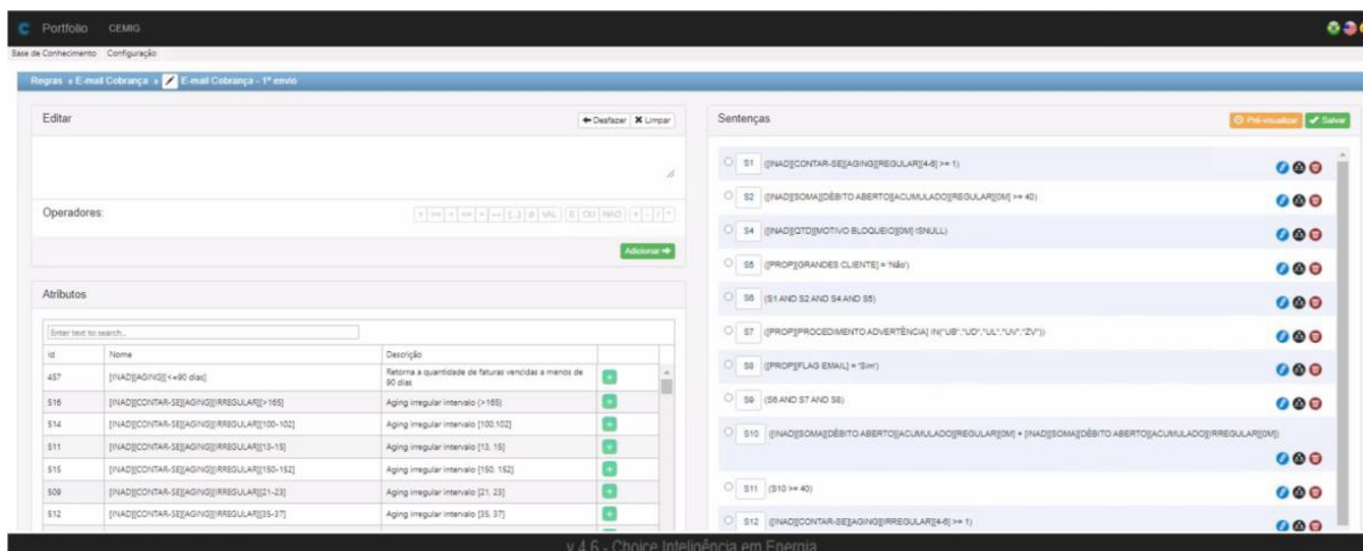 Portfolio CEMIG
Base de Conhecimento Configuração
Regras » E-mail Cobrança » E-mail Cobrança - 1º envio
Editar
Desfazer Limpar
Operadores:
E OU NAO
VAL
Adicionar
Atributos
Enter text to search...
Id Nome Descrição
457 [INAD][AGING][<=90 dias] Retorna a quantidade de faturas vencidas a menos de
90 dias
516 [INAD][CONTAR-SE][AGING][IRREGULAR][>165] Aging irregular intervalo (>165)
514 [INAD][CONTAR-SE][AGING][IRREGULAR][100-102] Aging irregular intervalo [100,102]
511 [INAD][CONTAR-SE][AGING][IRREGULAR][13-15] Aging irregular intervalo [13, 15]
515 [INAD][CONTAR-SE][AGING][IRREGULAR][150-152] Aging irregular intervalo [150, 152]
509 [INAD][CONTAR-SE][AGING][IRREGULAR][21-23] Aging irregular intervalo [21, 23]
512 [INAD][CONTAR-SE][AGING][IRREGULAR][35-37] Aging irregular intervalo [35, 37]
Sentenças
Pré-visualizar Salvar
S1 ([INAD][CONTAR-SE][AGING][REGULAR][4-6] >= 1)
S2 ([INAD][SOMA][DÉBITO ABERTO][ACUMULADO][REGULAR][0M] >= 40)
S4 ([INAD][QTD][MOTIVO BLOQUEIO][0M] ISNULL)
S5 ([PROP][GRANDES CLIENTE] = 'Não')
S6 (S1 AND S2 AND S4 AND S5)
S7 ([PROP][PROCEDIMENTO ADVERTÊNCIA] IN("UB","UD","UL","UV","ZV"))
S8 ([PROP][FLAG EMAIL] = 'Sim')
S9 (S6 AND S7 AND S8)
S10 ([INAD][SOMA][DÉBITO ABERTO][ACUMULADO][REGULAR][0M] + [INAD][SOMA][DÉBITO ABERTO][ACUMULADO][IRREGULAR][0M])
S11 (S10 >= 40)
S12 ([INAD][CONTAR-SE][AGING][IRREGULAR][4-6] >= 1)
v.4.6 - Choice Inteligência em Energia